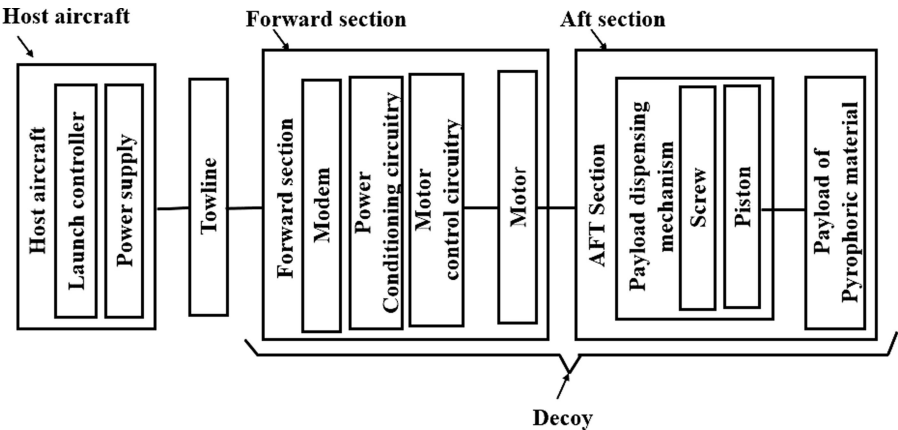 Host aircraft
Forward section
Aft section
Host aircraft
Launch controller
Power supply
Towline
Forward section
Modem
Power
Conditioning circuitry
Motor
control circuitry
Motor
AFT Section
Payload dispensing
mechanism
Screw
Piston
Payload of
Pyrophoric material
Decoy